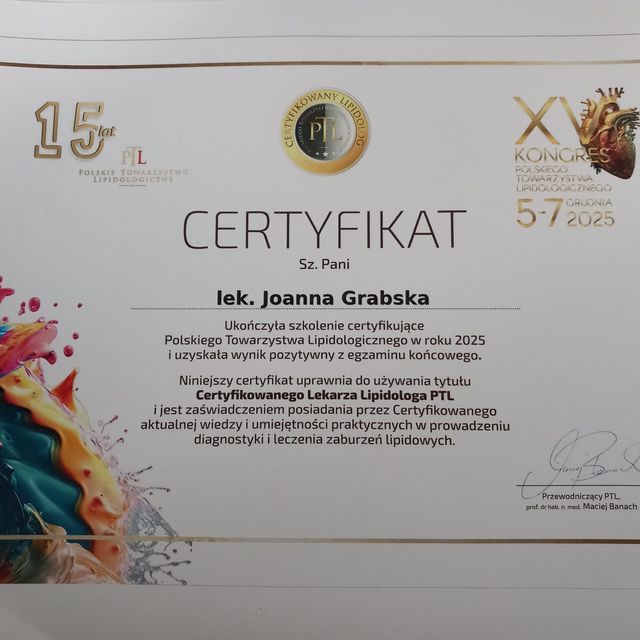 15 lat
PTL
POLSKIE TOWARZYSTWO
LIPIDOLOGICZNE
CERTYFIKOWANY LIPIDOLOG
PTL
XV
KONGRES
POLSKIEGO
TOWARZYSTWA
LIPIDOLOGICZNEGO
5-7 GRUDNIA
2025
CERTYFIKAT
Sz. Pani
lek. Joanna Grabska
Ukończyła szkolenie certyfikujące
Polskiego Towarzystwa Lipidologicznego w roku 2025
i uzyskała wynik pozytywny z egzaminu końcowego.
Niniejszy certyfikat uprawnia do używania tytułu
Certyfikowanego Lekarza Lipidologa PTL
i jest zaświadczeniem posiadania przez Certyfikowanego
aktualnej wiedzy i umiejętności praktycznych w prowadzeniu
diagnostyki i leczenia zaburzeń lipidowych.
Przewodniczący PTL,
prof. dr hab. n. med. Maciej Banach